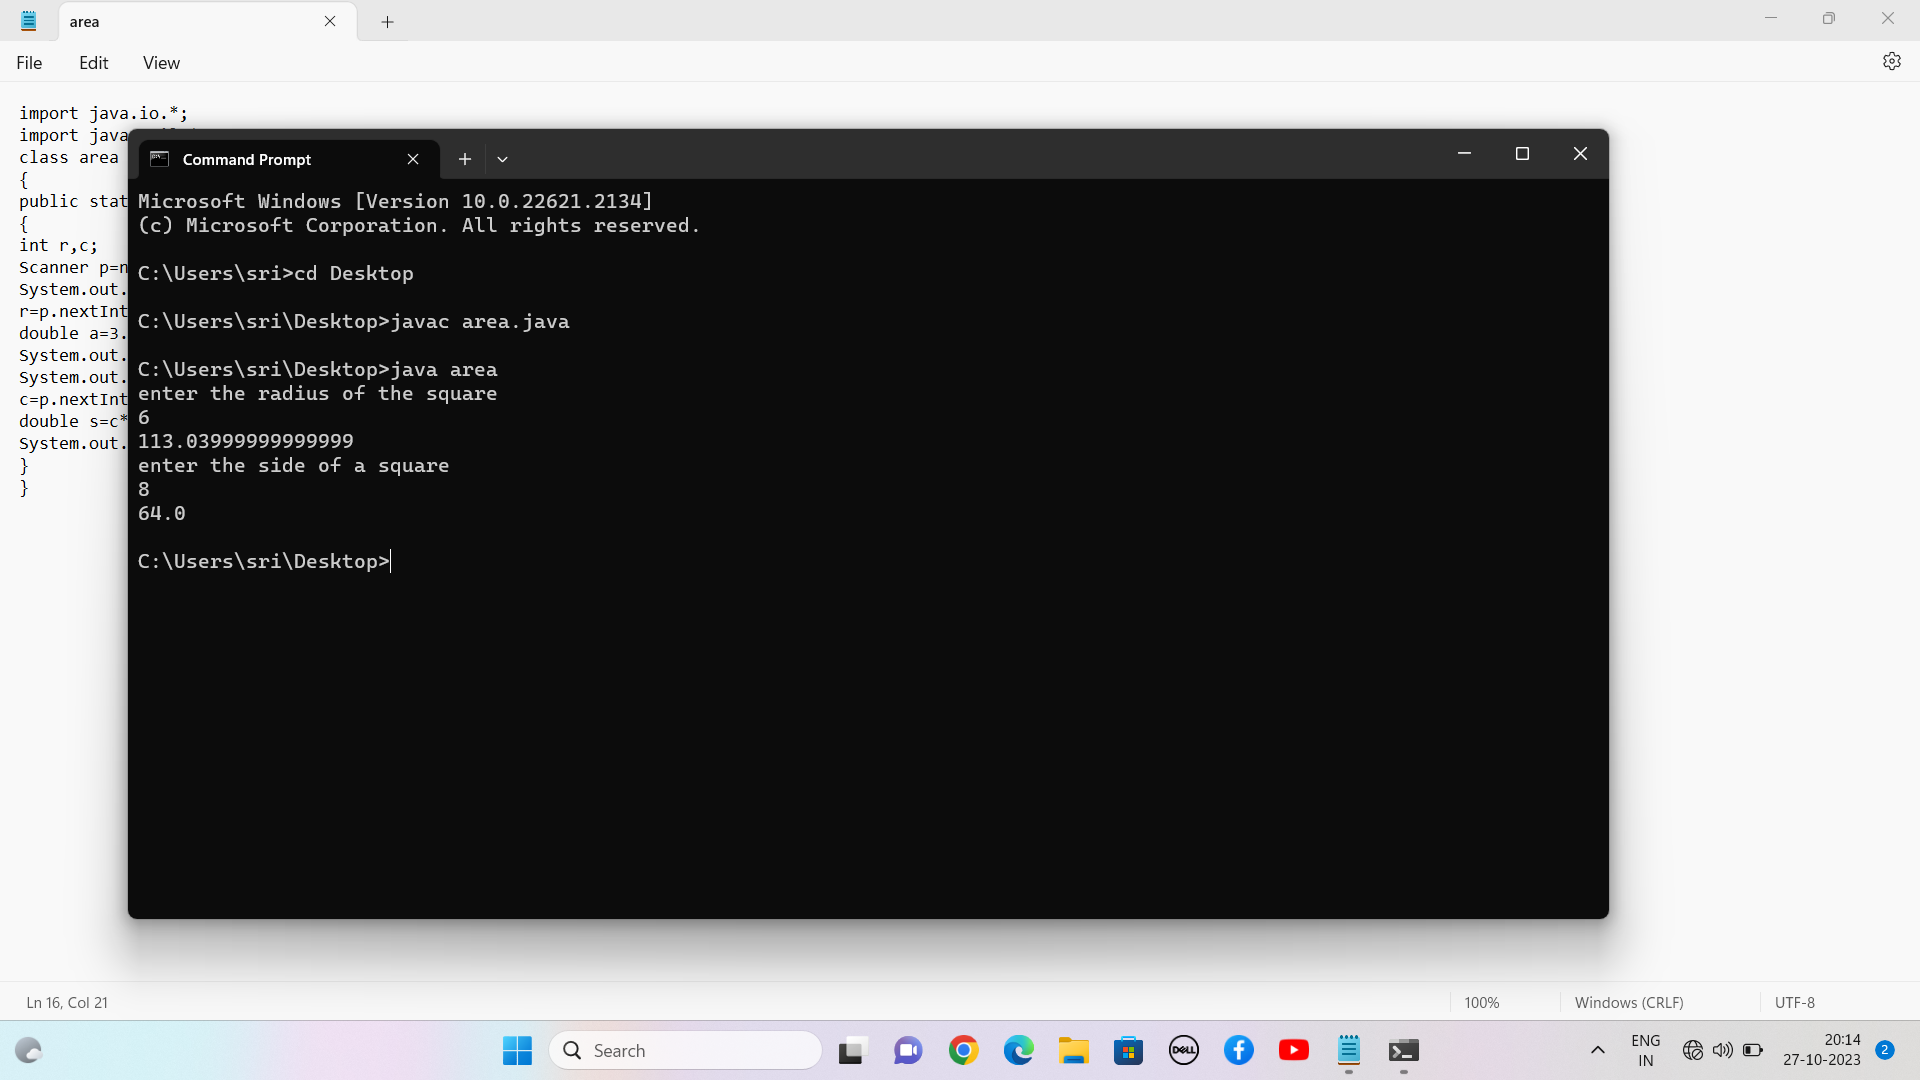 area
File Edit View
import java.io.*;
import java
class area
{
public stat
{
int r,c;
Scanner p=n
System.out.
r=p.nextInt
double a=3.
System.out.
System.out.
c=p.nextInt
double s=c*
System.out.
}
}
Command Prompt
Microsoft Windows [Version 10.0.22621.2134]
(c) Microsoft Corporation. All rights reserved.
C:\Users\sri>cd Desktop
C:\Users\sri\Desktop>javac area.java
C:\Users\sri\Desktop>java area
enter the radius of the square
6
113.03999999999999
enter the side of a square
8
64.0
C:\Users\sri\Desktop>
Ln 16, Col 21 100% Windows (CRLF) UTF-8
Search
DELL
ENG
IN
20:14
27-10-2023
2